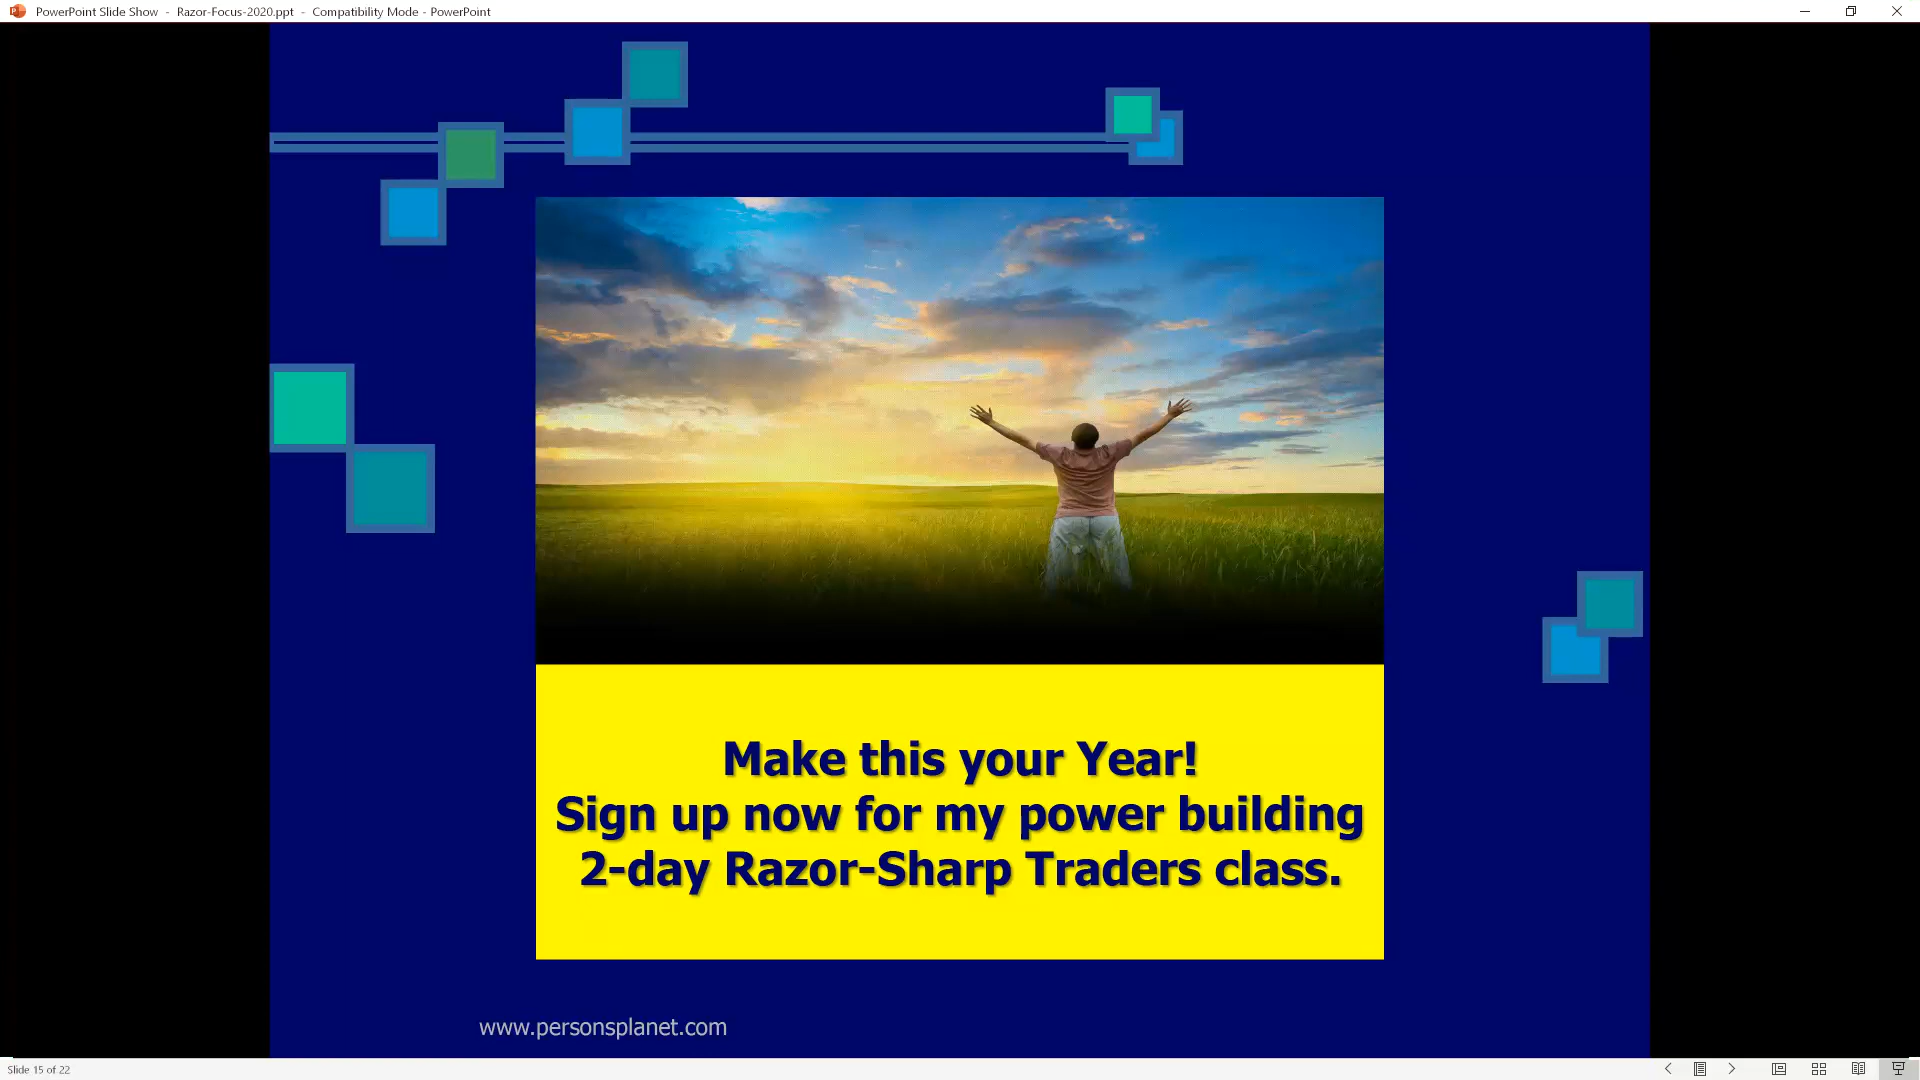 PowerPoint Slide Show - Razor-Focus-2020.ppt - Compatibility Mode - PowerPoint
Make this your Year!
Sign up now for my power building
2-day Razor-Sharp Traders class.
www.personsplanet.com
Slide 15 of 22